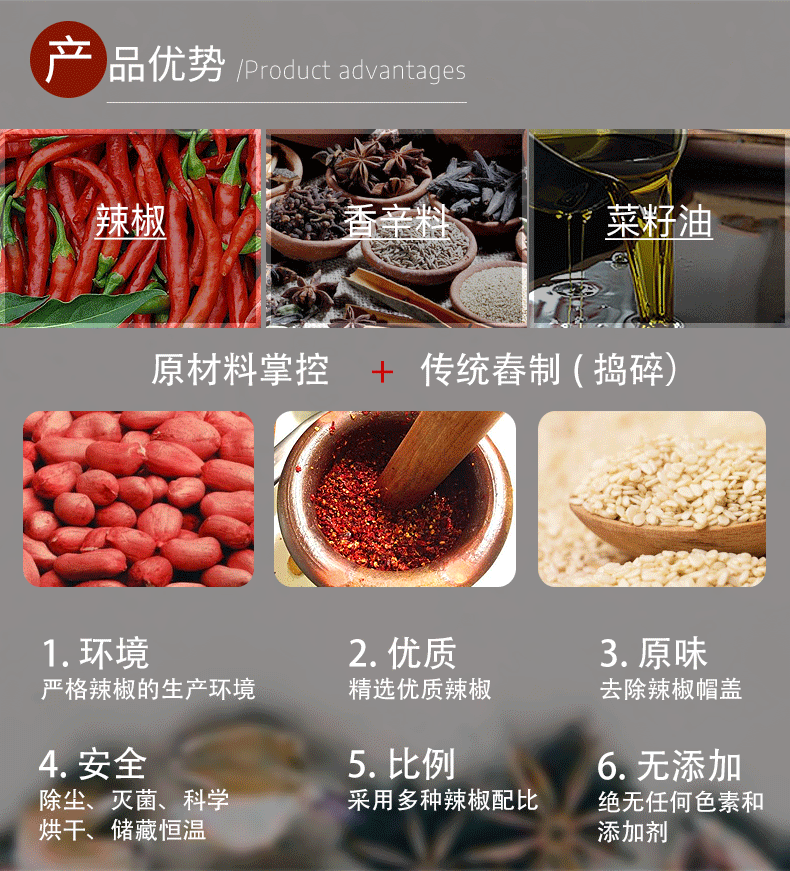 产品优势 /Product advantages
辣椒 香辛料 菜籽油
原材料掌控 + 传统舂制 ( 捣碎）
1. 环境 2. 优质 3. 原味
严格辣椒的生产环境 精选优质辣椒 去除辣椒帽盖
4. 安全 5. 比例 6. 无添加
除尘、灭菌、科学 采用多种辣椒配比 绝无任何色素和
烘干、储藏恒温 添加剂